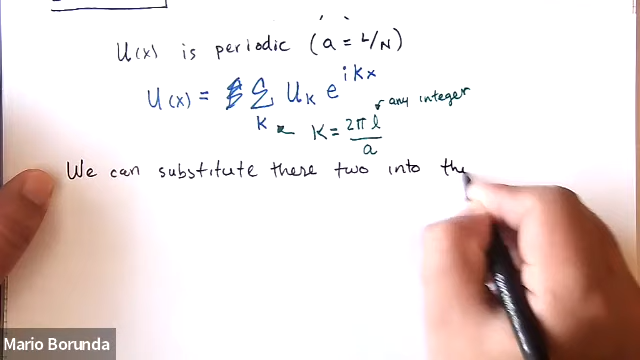 U(x) is periodic (a = L/N)
U(x) = Σ U_K e^{iKx}
K ← K = 2πl/a any integer
We can substitute these two into the
Mario Borunda